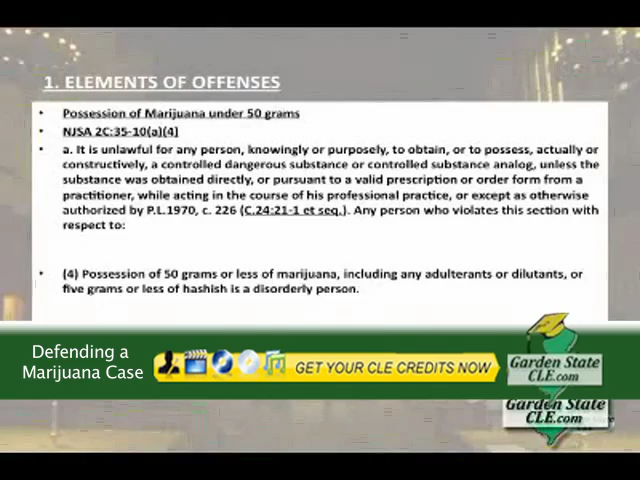 1. ELEMENTS OF OFFENSES
• Possession of Marijuana under 50 grams
• NJSA 2C:35-10(a)(4)
• a. It is unlawful for any person, knowingly or purposely, to obtain, or to possess, actually or
constructively, a controlled dangerous substance or controlled substance analog, unless the
substance was obtained directly, or pursuant to a valid prescription or order form from a
practitioner, while acting in the course of his professional practice, or except as otherwise
authorized by P.L.1970, c. 226 (C.24:21-1 et seq.). Any person who violates this section with
respect to:
• (4) Possession of 50 grams or less of marijuana, including any adulterants or dilutants, or
five grams or less of hashish is a disorderly person.
Defending a
Marijuana Case
GET YOUR CLE CREDITS NOW
Garden State
CLE.com
Garden State
CLE.com